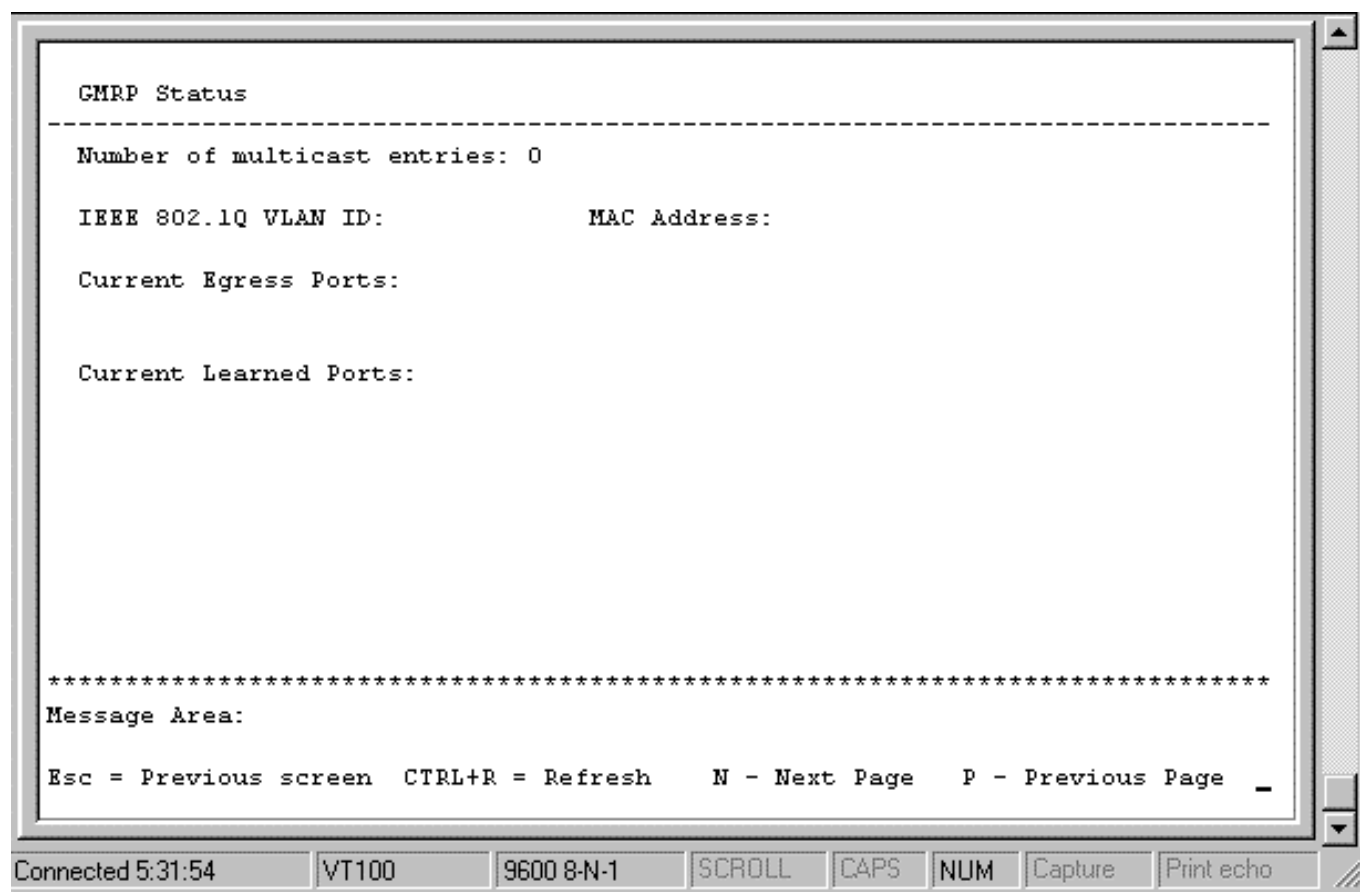 GMRP Status
--------------------------------------------------------------------------------
Number of multicast entries: 0
IEEE 802.1Q VLAN ID: MAC Address:
Current Egress Ports:
Current Learned Ports:
********************************************************************************
Message Area:
Esc = Previous screen CTRL+R = Refresh N - Next Page P - Previous Page _
Connected 5:31:54 VT100 9600 8-N-1 SCROLL CAPS NUM Capture Print echo